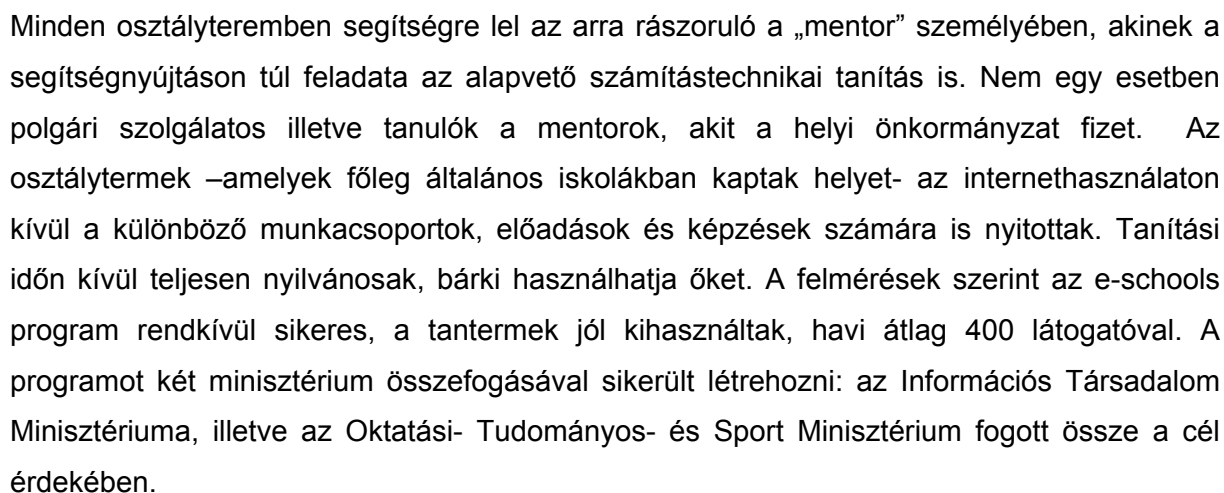 Minden osztályteremben segítségre lel az arra rászoruló a „mentor” személyében, akinek a
segítségnyújtáson túl feladata az alapvető számítástechnikai tanítás is. Nem egy esetben
polgári szolgálatos illetve tanulók a mentorok, akit a helyi önkormányzat fizet. Az
osztálytermek –amelyek főleg általános iskolákban kaptak helyet- az internethasználaton
kívül a különböző munkacsoportok, előadások és képzések számára is nyitottak. Tanítási
időn kívül teljesen nyilvánosak, bárki használhatja őket. A felmérések szerint az e-schools
program rendkívül sikeres, a tantermek jól kihasználtak, havi átlag 400 látogatóval. A
programot két minisztérium összefogásával sikerült létrehozni: az Információs Társadalom
Minisztériuma, illetve az Oktatási- Tudományos- és Sport Minisztérium fogott össze a cél
érdekében.